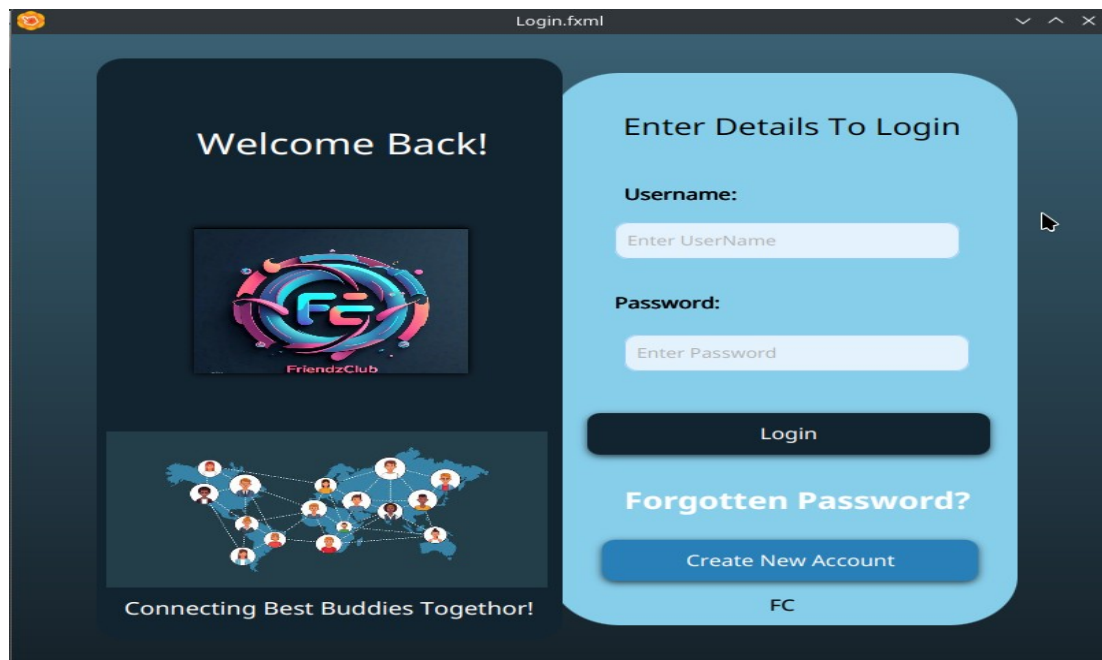 Login.fxml
Welcome Back!
FC
FriendzClub
Connecting Best Buddies Togethor!
Enter Details To Login
Username:
Enter UserName
Password:
Enter Password
Login
Forgotten Password?
Create New Account
FC